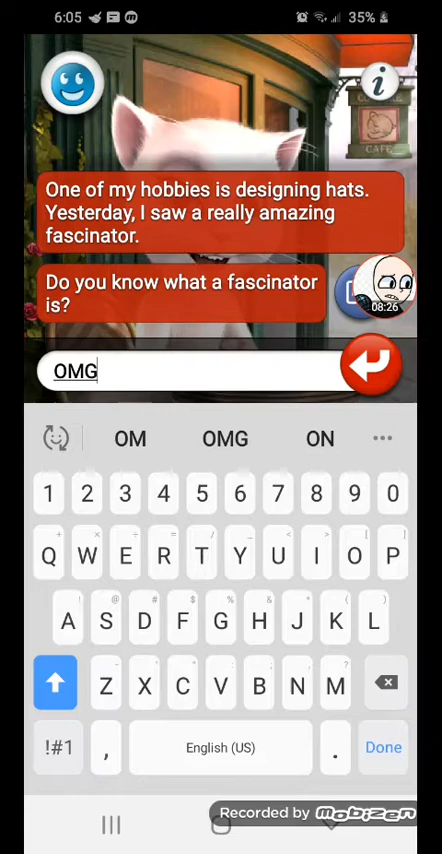 6:05
35%
i
CAFE
One of my hobbies is designing hats.
Yesterday, I saw a really amazing
fascinator.
Do you know what a fascinator
is?
08:26
OMG
OM OMG ON
1 2 3 4 5 6 7 8 9 0
Q W E R T Y U I O P
A S D F G H J K L
Z X C V B N M
!#1 , English (US) . Done
Recorded by MOBIZEN